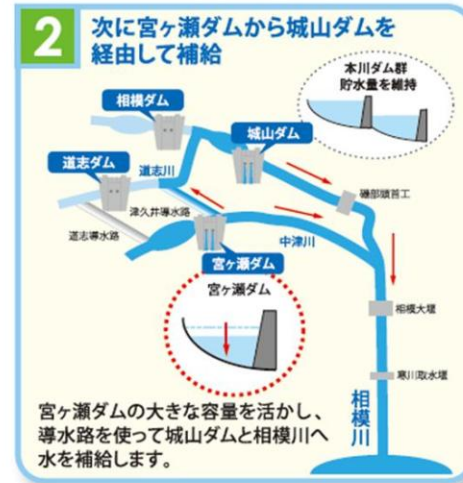 2
次に宮ヶ瀬ダムから城山ダムを
経由して補給
本川ダム群
貯水量を維持
相模ダム
城山ダム
道志ダム
道志川
津久井導水路
磯部頭首工
道志導水路
中津川
宮ヶ瀬ダム
宮ヶ瀬ダム
相模大堰
寒川取水堰
相模川
宮ヶ瀬ダムの大きな容量を活かし、
導水路を使って城山ダムと相模川へ
水を補給します。